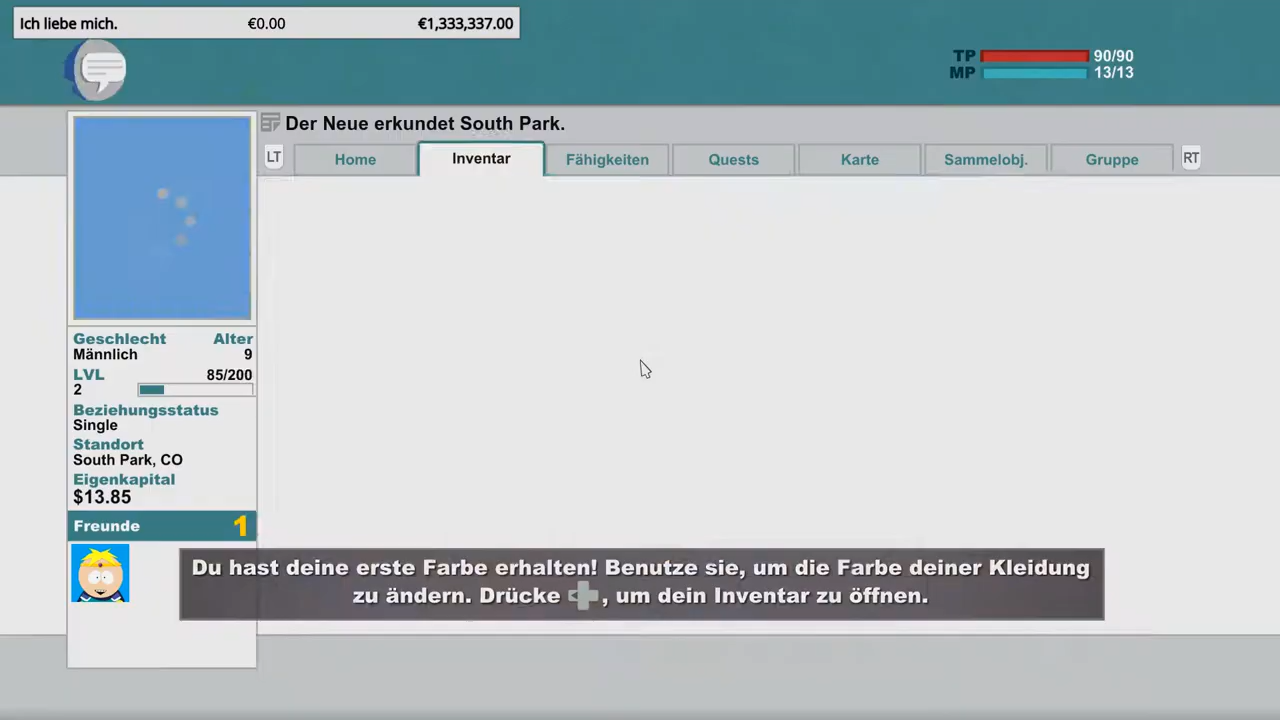 Ich liebe mich. €0.00 €1,333,337.00
TP 90/90
MP 13/13
Der Neue erkundet South Park.
LT Home Inventar Fähigkeiten Quests Karte Sammelobj. Gruppe RT
Geschlecht Alter
Männlich 9
LVL 85/200
2
Beziehungsstatus
Single
Standort
South Park, CO
Eigenkapital
$13.85
Freunde 1
Du hast deine erste Farbe erhalten! Benutze sie, um die Farbe deiner Kleidung
zu ändern. Drücke , um dein Inventar zu öffnen.